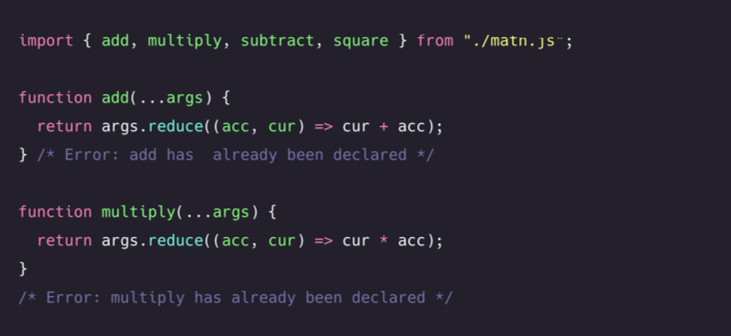 import { add, multiply, subtract, square } from "./math.js";
function add(...args) {
return args.reduce((acc, cur) => cur + acc);
} /* Error: add has  already been declared */
function multiply(...args) {
return args.reduce((acc, cur) => cur * acc);
}
/* Error: multiply has already been declared */